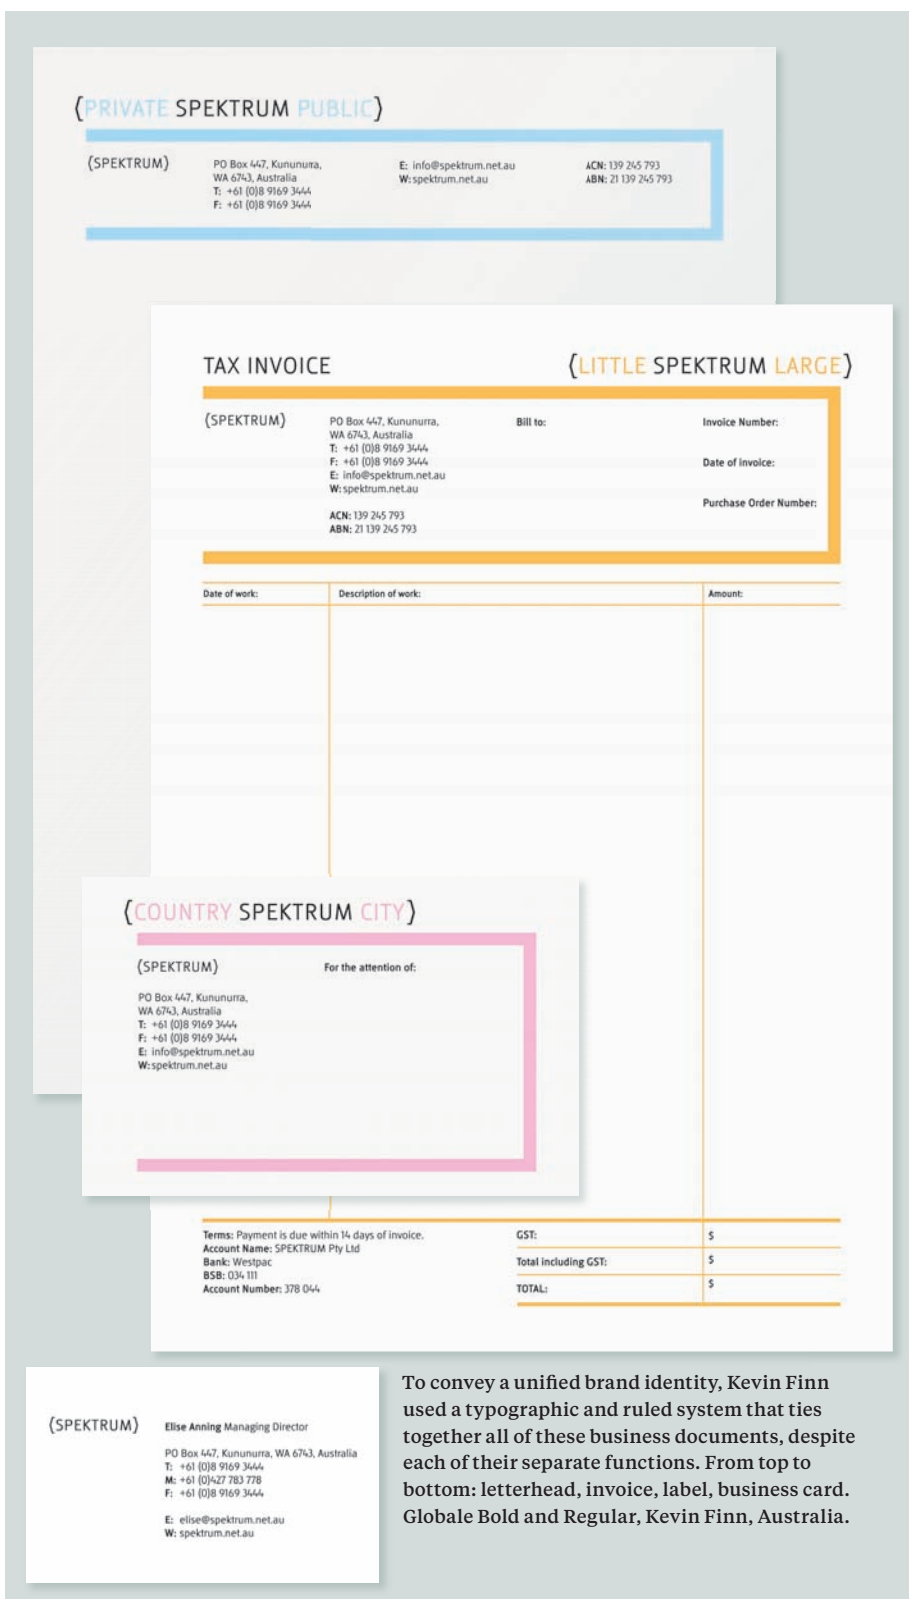 {PRIVATE SPEKTRUM PUBLIC}
{SPEKTRUM}
PO Box 447, Kununurra,
WA 6743, Australia
T: +61 (0)8 9169 3444
F: +61 (0)8 9169 3444
E: info@spektrum.net.au
W: spektrum.net.au
ACN: 139 245 793
ABN: 21 139 245 793
TAX INVOICE
{LITTLE SPEKTRUM LARGE}
{SPEKTRUM}
PO Box 447, Kununurra,
WA 6743, Australia
T: +61 (0)8 9169 3444
F: +61 (0)8 9169 3444
E: info@spektrum.net.au
W: spektrum.net.au
ACN: 139 245 793
ABN: 21 139 245 793
Bill to:
Invoice Number:
Date of invoice:
Purchase Order Number:
Date of work:
Description of work:
Amount:
{COUNTRY SPEKTRUM CITY}
{SPEKTRUM}
For the attention of:
PO Box 447, Kununurra,
WA 6743, Australia
T: +61 (0)8 9169 3444
F: +61 (0)8 9169 3444
E: info@spektrum.net.au
W: spektrum.net.au
Terms: Payment is due within 14 days of invoice.
Account Name: SPEKTRUM Pty Ltd
Bank: Westpac
BSB: 034 111
Account Number: 378 044
GST: $
Total including GST: $
TOTAL: $
{SPEKTRUM}
Elise Anning Managing Director
PO Box 447, Kununurra, WA 6743, Australia
T: +61 (0)8 9169 3444
M: +61 (0)427 783 778
F: +61 (0)8 9169 3444
E: elise@spektrum.net.au
W: spektrum.net.au
To convey a unified brand identity, Kevin Finn
used a typographic and ruled system that ties
together all of these business documents, despite
each of their separate functions. From top to
bottom: letterhead, invoice, label, business card.
Globale Bold and Regular, Kevin Finn, Australia.